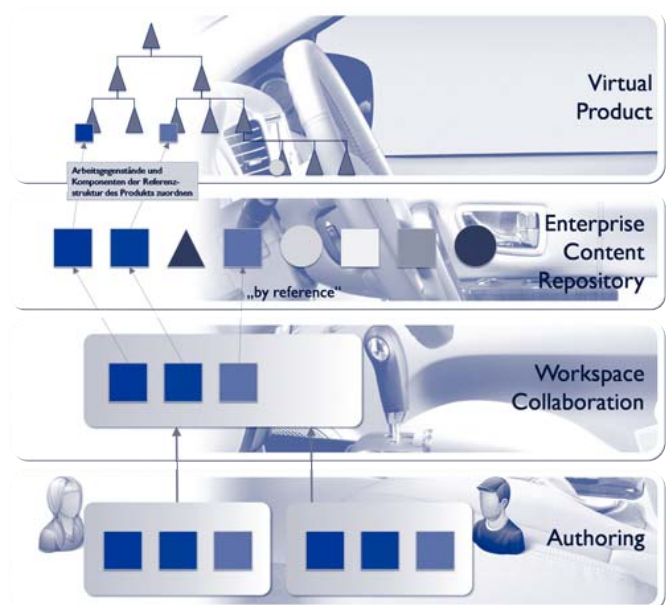 Virtual
Product
Arbeitsgegenstände und
Komponenten der Referenz-
struktur des Produkts zuordnen
Enterprise
Content
Repository
„by reference“
Workspace
Collaboration
Authoring